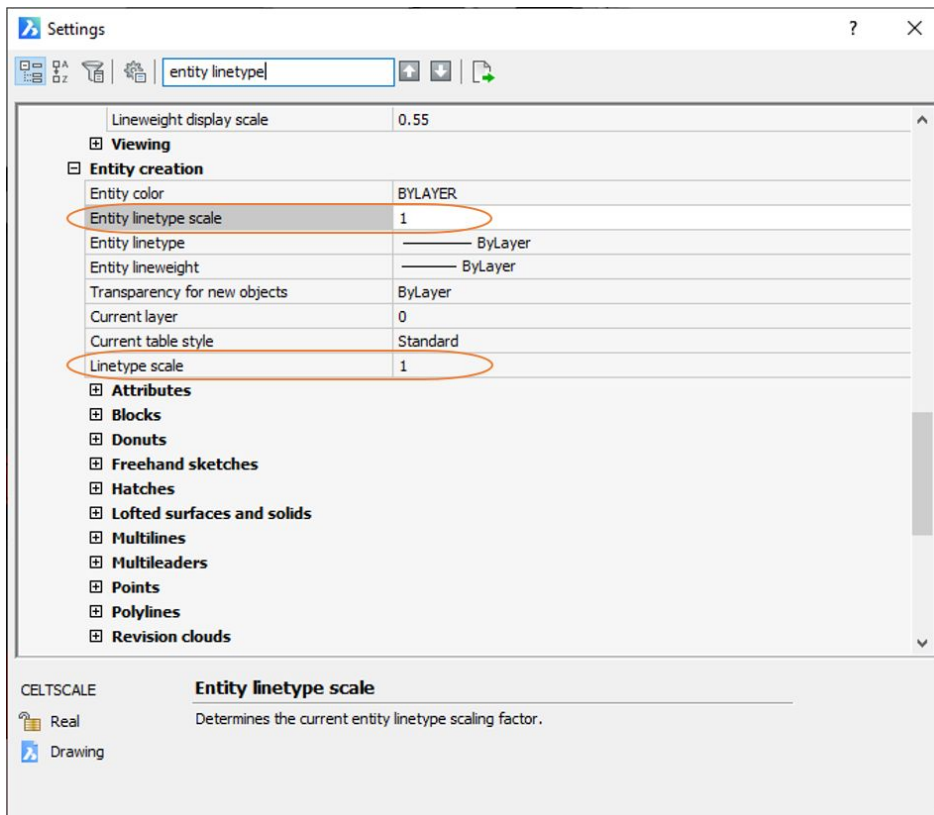 Settings
?
entity linetype
Lineweight display scale 0.55
Viewing
Entity creation
Entity color BYLAYER
Entity linetype scale 1
Entity linetype ByLayer
Entity lineweight ByLayer
Transparency for new objects ByLayer
Current layer 0
Current table style Standard
Linetype scale 1
Attributes
Blocks
Donuts
Freehand sketches
Hatches
Lofted surfaces and solids
Multilines
Multileaders
Points
Polylines
Revision clouds
CELTSCALE Entity linetype scale
Real Determines the current entity linetype scaling factor.
Drawing